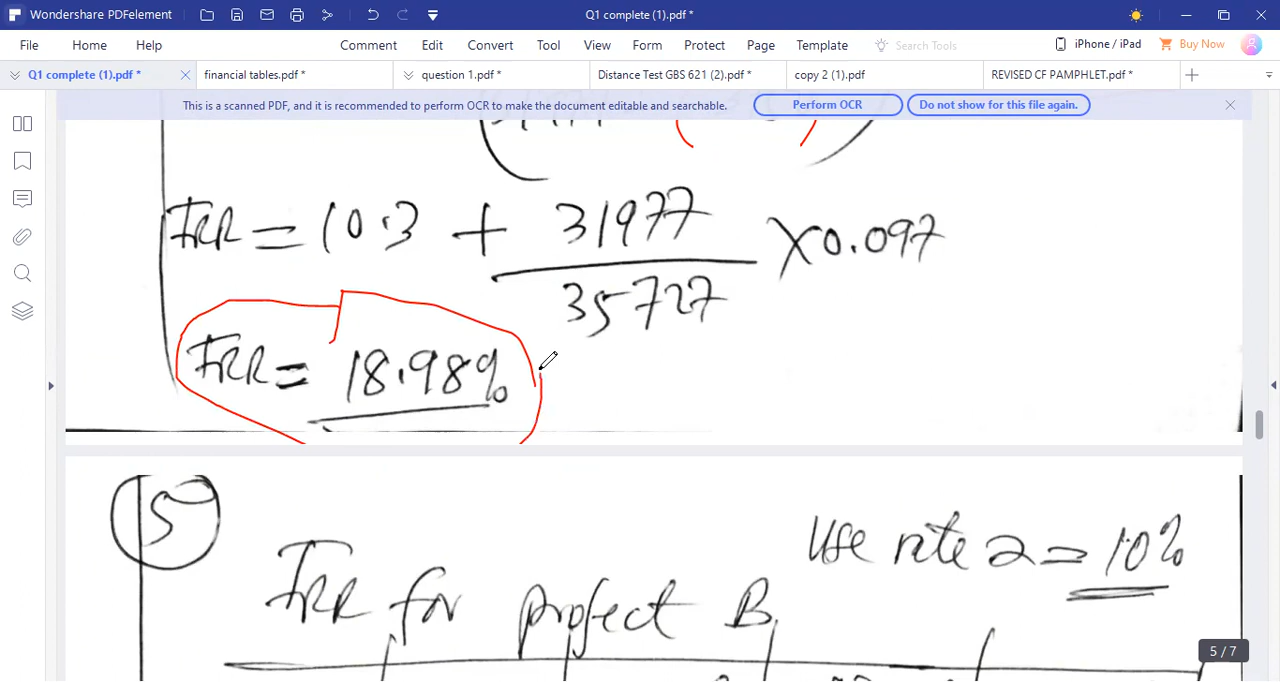 Wondershare PDFelement
Q1 complete (1).pdf *
File Home Help Comment Edit Convert Tool View Form Protect Page Template Search Tools iPhone / iPad Buy Now
Q1 complete (1).pdf * financial tables.pdf * question 1.pdf * Distance Test GBS 621 (2).pdf * copy 2 (1).pdf REVISED CF PAMPHLET.pdf *
This is a scanned PDF, and it is recommended to perform OCR to make the document editable and searchable. Perform OCR Do not show for this file again.
IRR = 10.3 + 31977 × 0.097
35727
IRR = 18.98%
5
Use rate 2 = 10%
IRR for project B
5 / 7